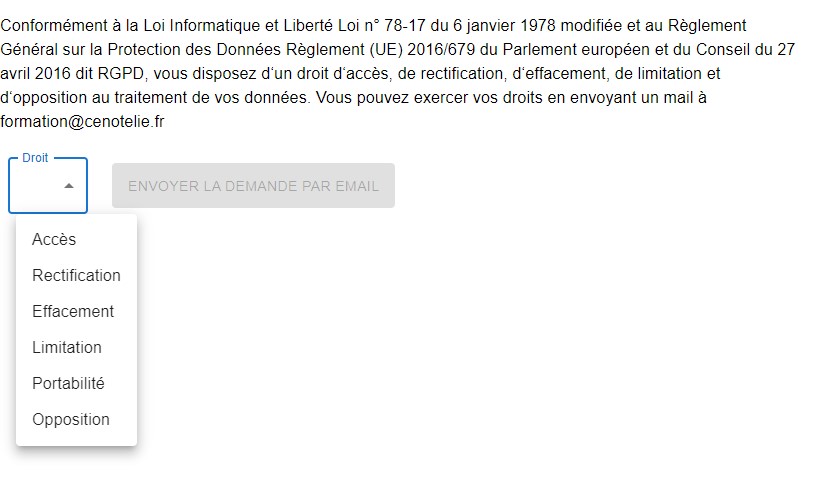 Conformément à la Loi Informatique et Liberté Loi n° 78-17 du 6 janvier 1978 modifiée et au Règlement
Général sur la Protection des Données Règlement (UE) 2016/679 du Parlement européen et du Conseil du 27
avril 2016 dit RGPD, vous disposez d‘un droit d‘accès, de rectification, d‘effacement, de limitation et
d‘opposition au traitement de vos données. Vous pouvez exercer vos droits en envoyant un mail à
formation@cenotelie.fr
Droit
ENVOYER LA DEMANDE PAR EMAIL
Accès
Rectification
Effacement
Limitation
Portabilité
Opposition